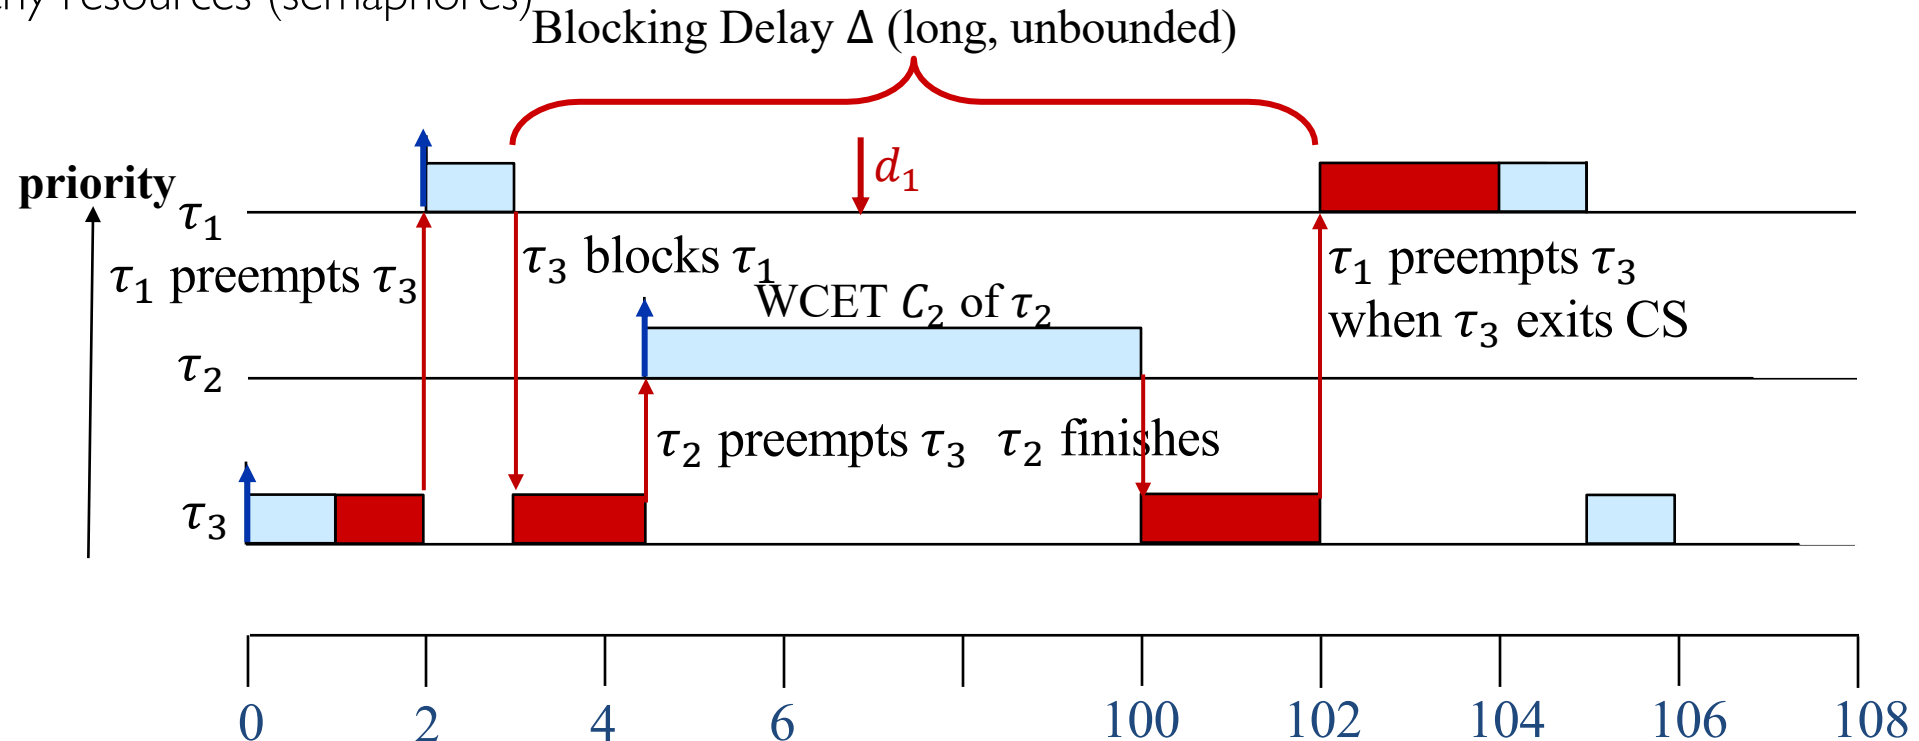 resources (semaphores)
Blocking Delay Δ (long, unbounded)
d₁
priority
τ₁
τ₁ preempts τ₃
τ₃ blocks τ₁
τ₁ preempts τ₃
when τ₃ exits CS
WCET C₂ of τ₂
τ₂
τ₂ preempts τ₃
τ₂ finishes
τ₃
0 2 4 6 100 102 104 106 108